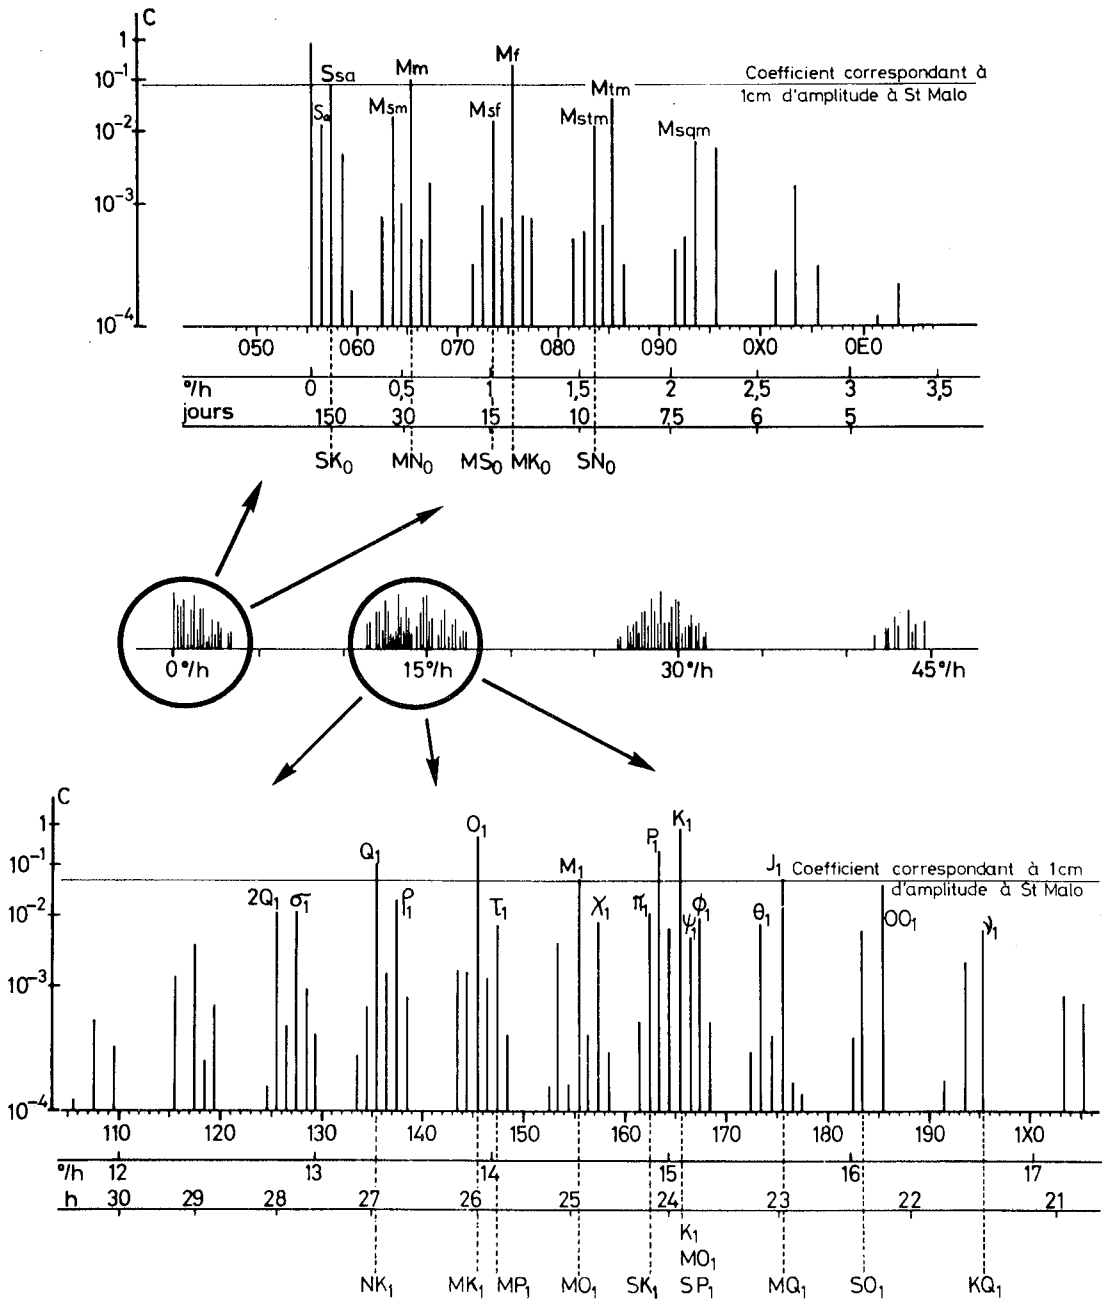 C
1
10⁻¹
10⁻²
10⁻³
10⁻⁴
Ssa
Mm
Mf
Coefficient correspondant à
1cm d'amplitude à St Malo
Sa
Msm
Msf
Mstm
Mtm
Msqm
050 060 070 080 090 0X0 0E0
°/h 0 0,5 1 1,5 2 2,5 3 3,5
jours 150 30 15 10 7,5 6 5
SK₀ MN₀ MS₀ MK₀ SN₀
0°/h 15°/h 30°/h 45°/h
C
1
10⁻¹
10⁻²
10⁻³
10⁻⁴
Q₁
O₁
P₁
K₁
M₁
J₁
Coefficient correspondant à 1cm
d'amplitude à St Malo
2Q₁ σ₁ ρ₁ τ₁ χ₁ π₁ ψ₁ φ₁ θ₁ OO₁ ν₁
110 120 130 140 150 160 170 180 190 1X0
°/h 12 13 14 15 16 17
h 30 29 28 27 26 25 24 23 22 21
K₁
MO₁
NK₁ MK₁ MP₁ MO₁ SK₁ SP₁ MQ₁ SO₁ KQ₁